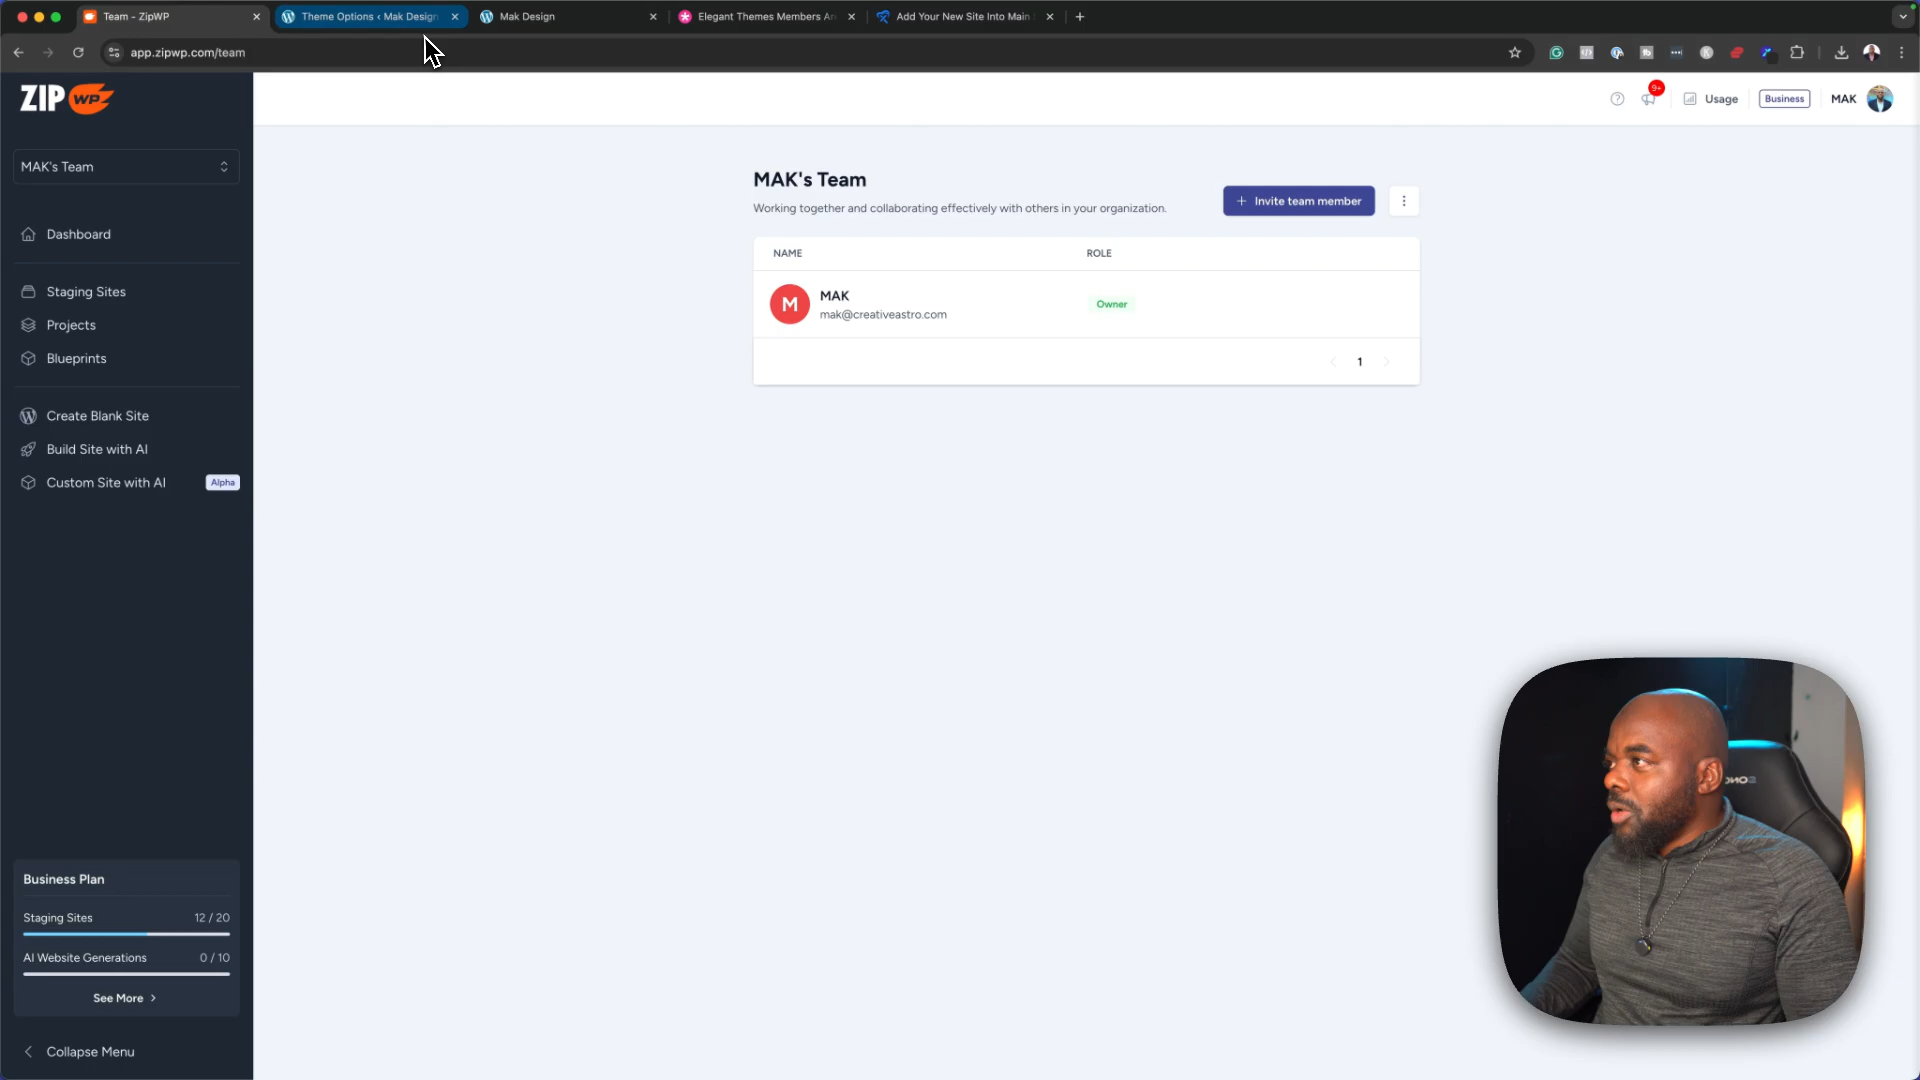 Team - ZipWP
Theme Options ‹ Mak Design
Mak Design
Elegant Themes Members Are
Add Your New Site Into Main
app.zipwp.com/team
ZIP WP
9+
Usage
Business
MAK
MAK's Team
Dashboard
Staging Sites
Projects
Blueprints
Create Blank Site
Build Site with AI
Custom Site with AI
Alpha
Business Plan
Staging Sites
12 / 20
AI Website Generations
0 / 10
See More
Collapse Menu
MAK's Team
Working together and collaborating effectively with others in your organization.
Invite team member
NAME
ROLE
M
MAK
mak@creativeastro.com
Owner
1